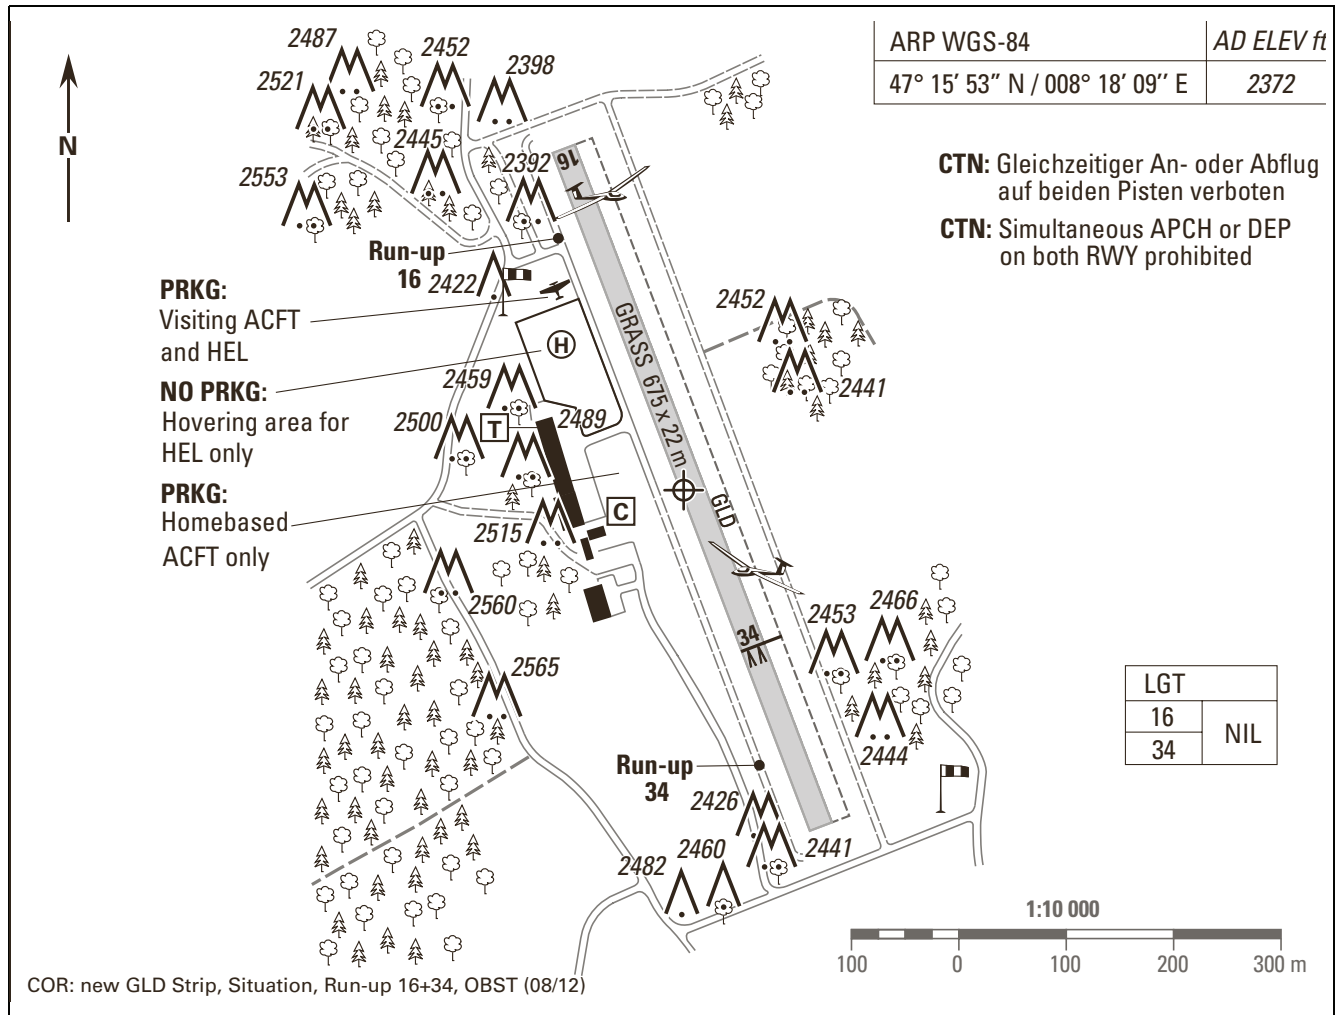 ARP WGS-84
AD ELEV ft
47° 15′ 53″ N / 008° 18′ 09″ E
2372
CTN: Gleichzeitiger An- oder Abflug
auf beiden Pisten verboten
CTN: Simultaneous APCH or DEP
on both RWY prohibited
N
2487
2452
2398
2521
2445
2392
2553
16
Run-up
16
2422
PRKG:
Visiting ACFT
and HEL
NO PRKG:
Hovering area for
HEL only
PRKG:
Homebased
ACFT only
H
2459
2500
T
2489
GRASS 675 x 22 m
GLD
2452
2441
C
2515
2560
2565
34
2453
2466
2444
LGT
16
34
NIL
Run-up
34
2426
2441
2460
2482
1:10 000
100 0 100 200 300 m
COR: new GLD Strip, Situation, Run-up 16+34, OBST (08/12)